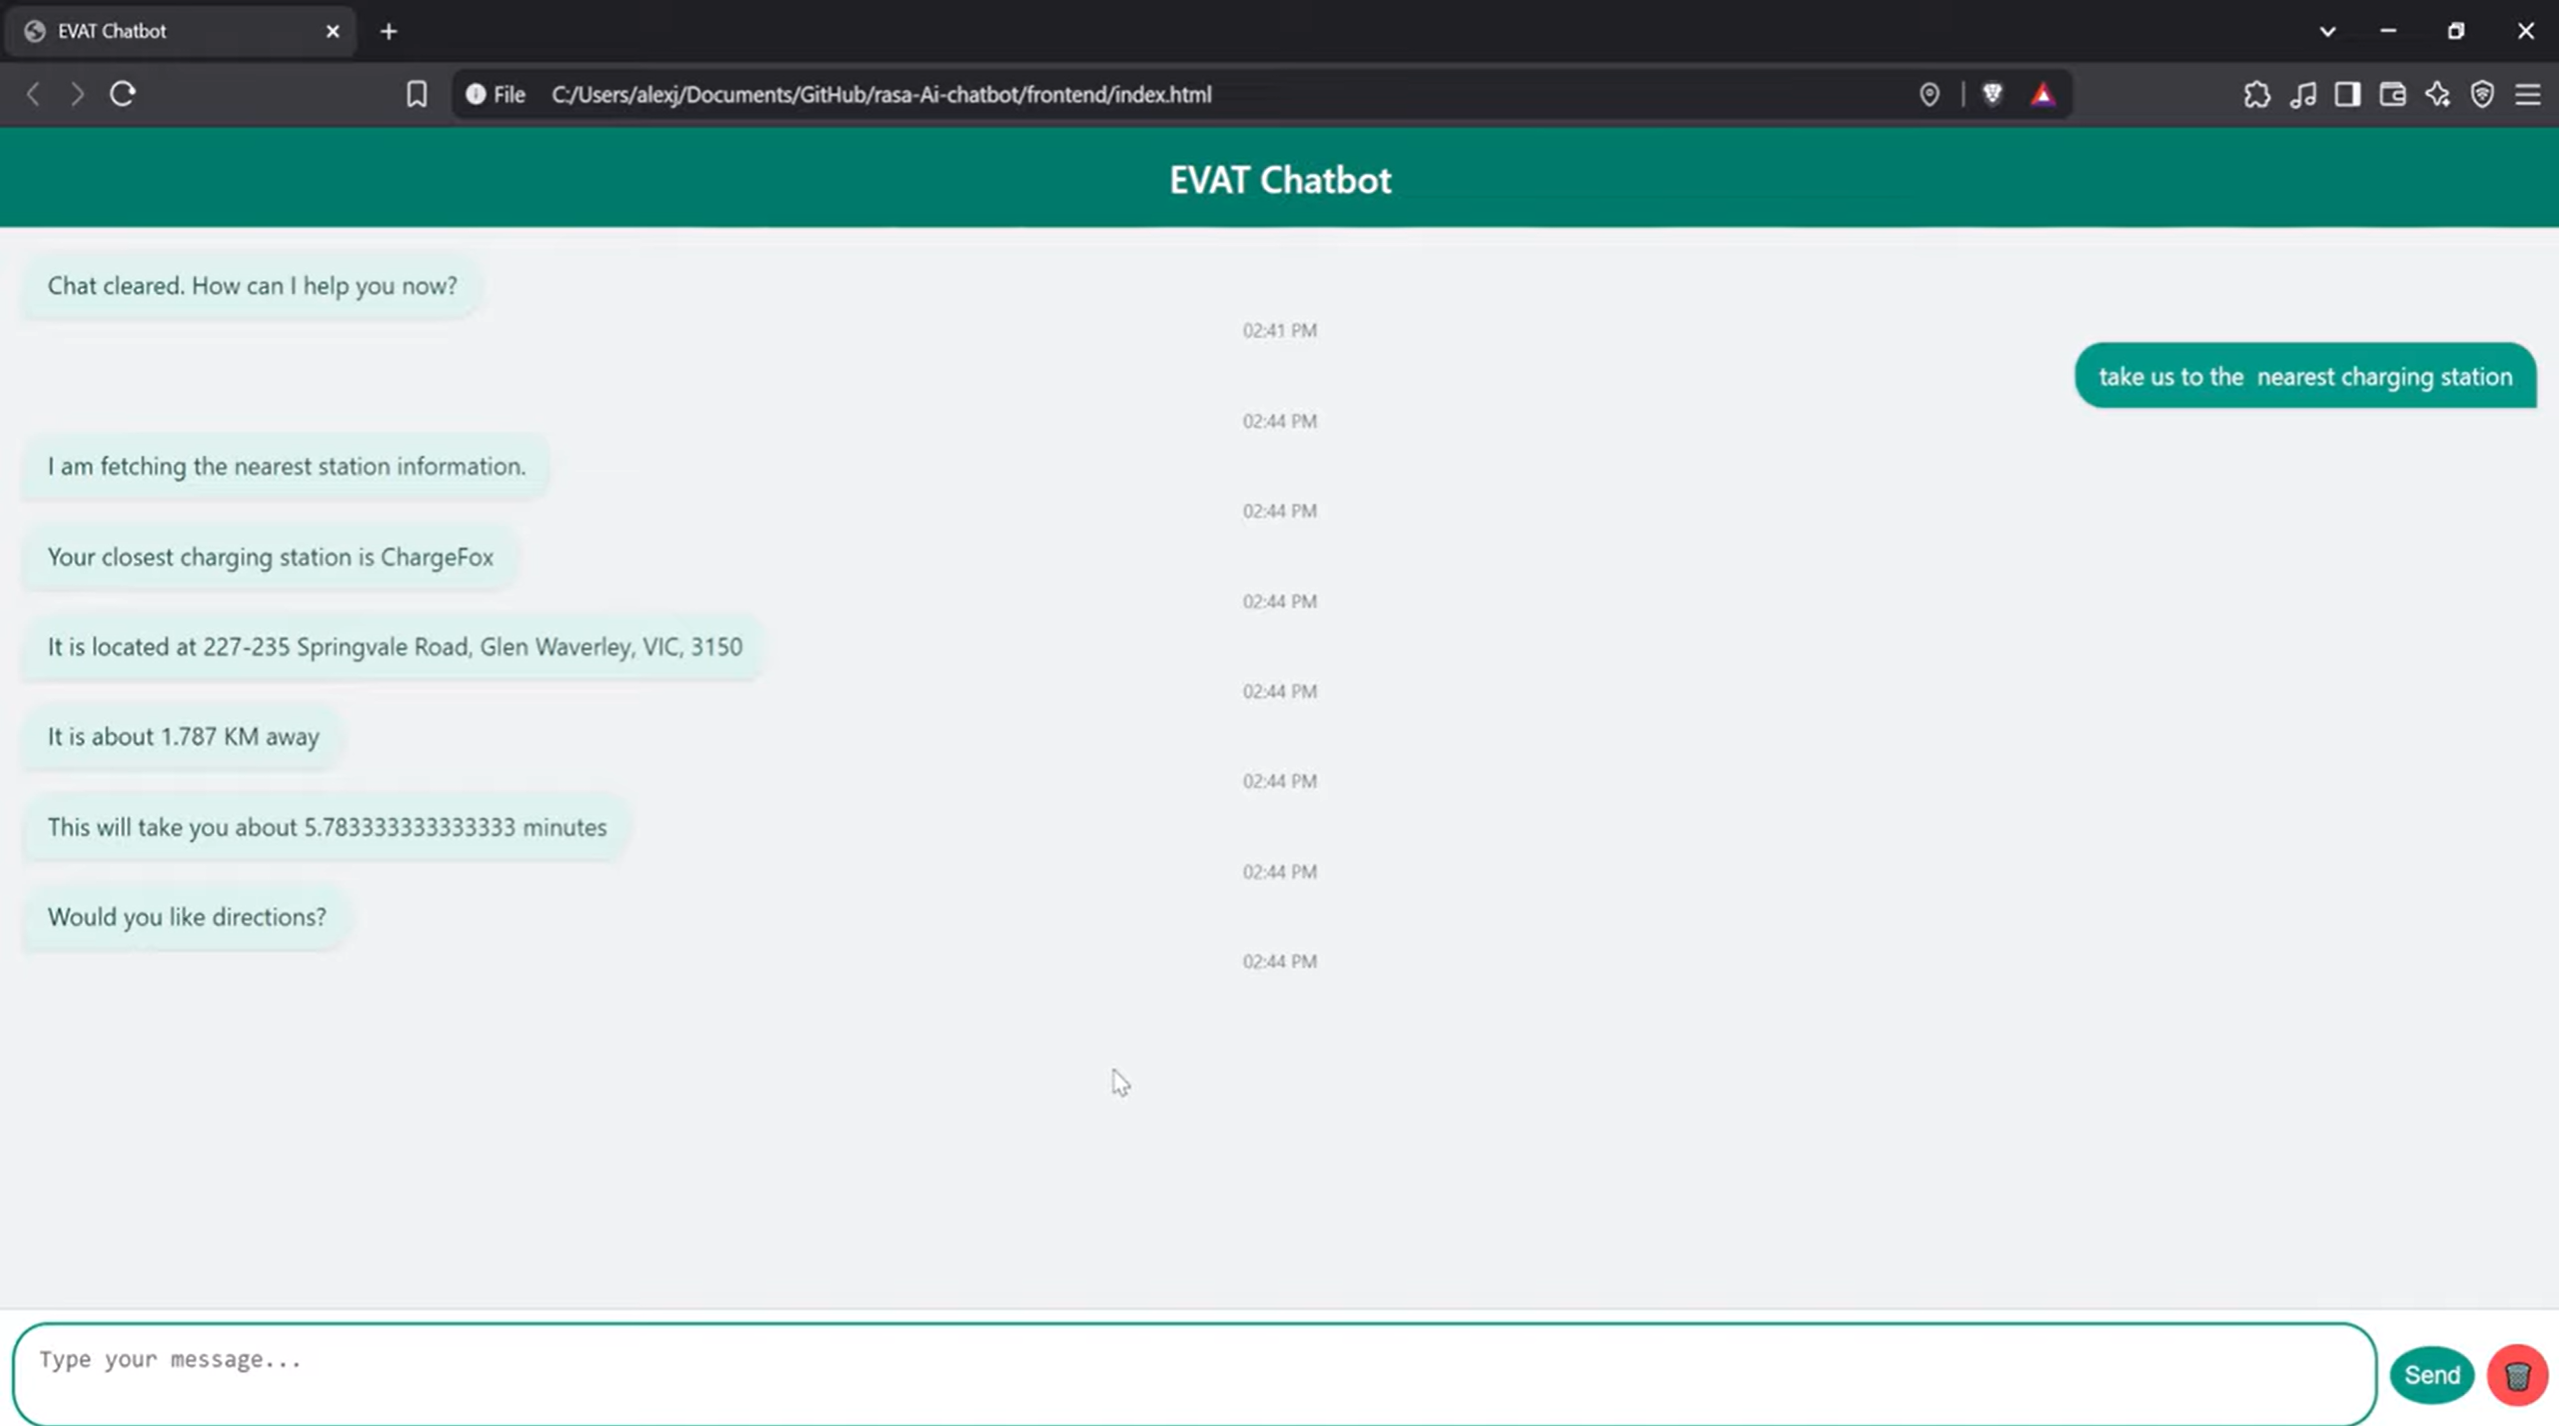 EVAT Chatbot
File C:/Users/alexj/Documents/GitHub/rasa-Ai-chatbot/frontend/index.html
EVAT Chatbot
Chat cleared. How can I help you now?
02:41 PM
take us to the  nearest charging station
02:44 PM
I am fetching the nearest station information.
02:44 PM
Your closest charging station is ChargeFox
02:44 PM
It is located at 227-235 Springvale Road, Glen Waverley, VIC, 3150
02:44 PM
It is about 1.787 KM away
02:44 PM
This will take you about 5.783333333333333 minutes
02:44 PM
Would you like directions?
02:44 PM
Type your message...
Send